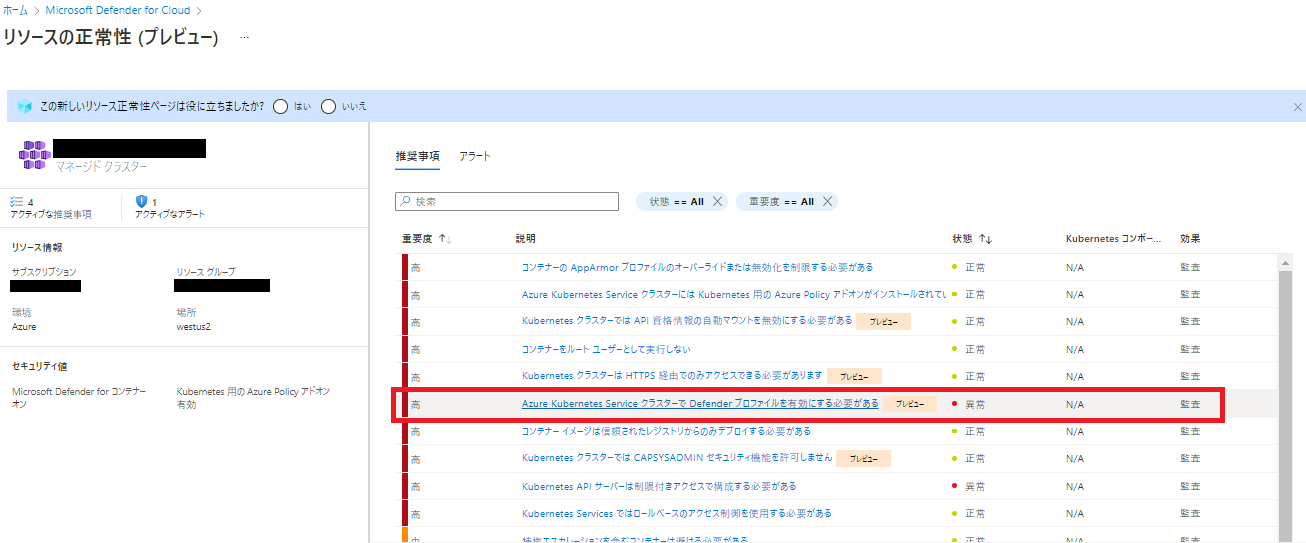 ホーム > Microsoft Defender for Cloud >
リソースの正常性 (プレビュー) ...
この新しいリソース正常性ページは役に立ちましたか? はい いいえ
マネージド クラスター
4
アクティブな推奨事項
1
アクティブなアラート
リソース情報
サブスクリプション
リソース グループ
環境
Azure
場所
westus2
セキュリティ値
Microsoft Defender for コンテナー
オン
Kubernetes 用の Azure Policy アドオン
有効
推奨事項 アラート
検索 状態 == All 重要度 == All
重要度 説明 状態 Kubernetes コンポー... 効果
高 コンテナーの AppArmor プロファイルのオーバーライドまたは無効化を制限する必要がある 正常 N/A 監査
高 Azure Kubernetes Service クラスターには Kubernetes 用の Azure Policy アドオンがインストールされてい 正常 N/A 監査
高 Kubernetes クラスターでは API 資格情報の自動マウントを無効にする必要がある プレビュー 正常 N/A 監査
高 コンテナーをルート ユーザーとして実行しない 正常 N/A 監査
高 Kubernetes クラスターは HTTPS 経由でのみアクセスできる必要があります プレビュー 正常 N/A 監査
高 Azure Kubernetes Service クラスターで Defender プロファイルを有効にする必要がある プレビュー 異常 N/A 監査
高 コンテナー イメージは信頼されたレジストリからのみデプロイする必要がある 正常 N/A 監査
高 Kubernetes クラスターでは CAPSYSADMIN セキュリティ機能を許可しません プレビュー 正常 N/A 監査
高 Kubernetes API サーバーは制限付きアクセスで構成する必要がある 異常 N/A 監査
高 Kubernetes Services ではロールベースのアクセス制御を使用する必要がある 正常 N/A 監査
中 特権エスカレーションを含むコンテナーは避ける必要がある 正常 N/A 監査